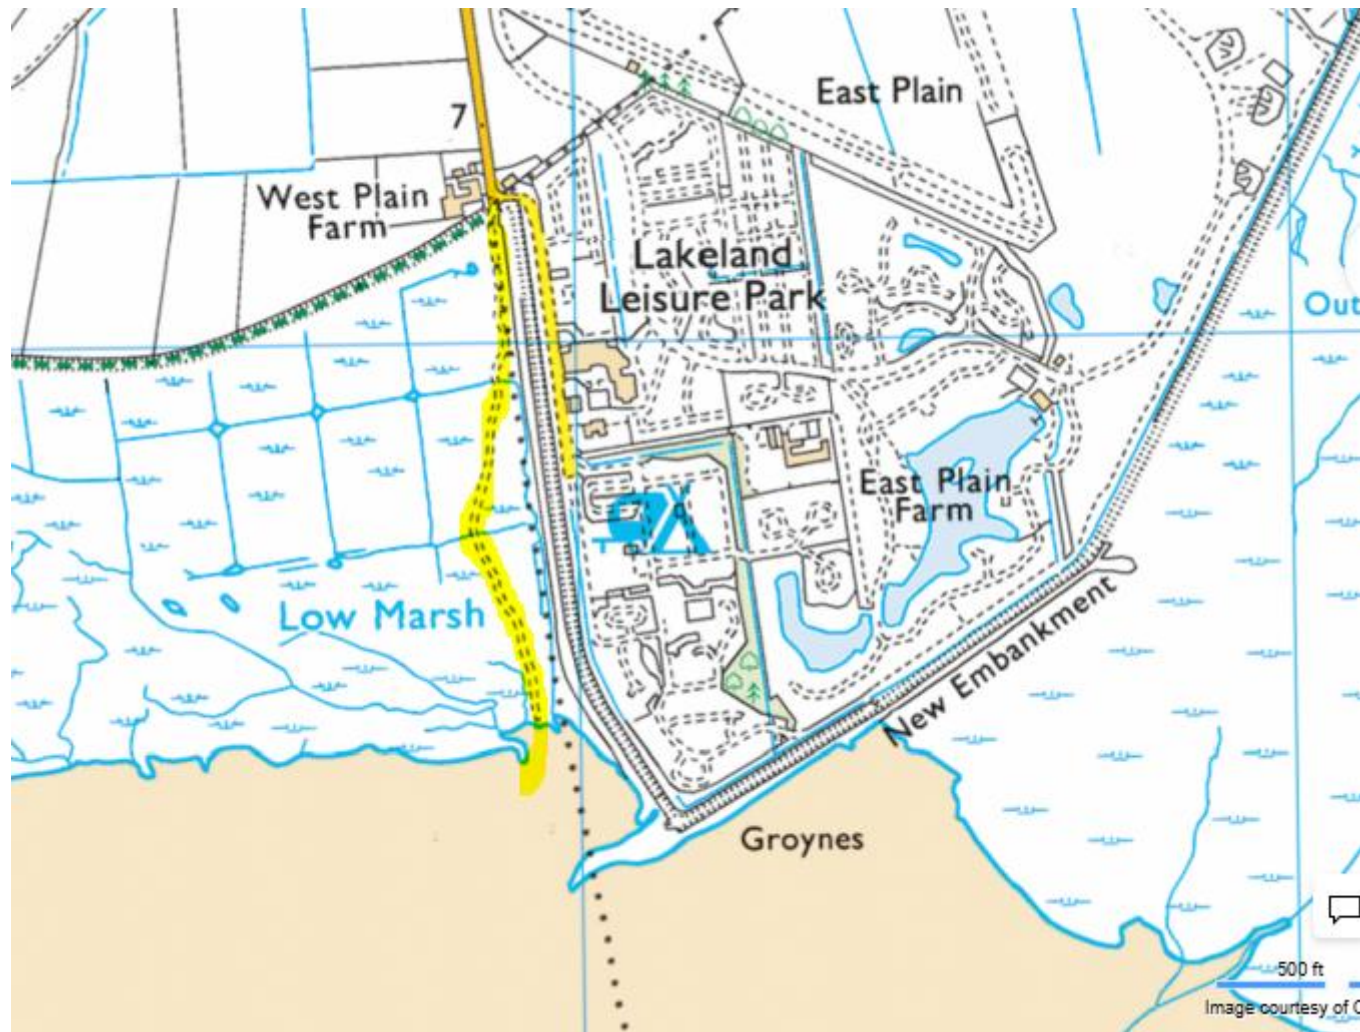 East Plain
7
West Plain
Farm
Lakeland
Leisure Park
Out
East Plain
Farm
Low Marsh
New Embankment
Groynes
500 ft
Image courtesy of O